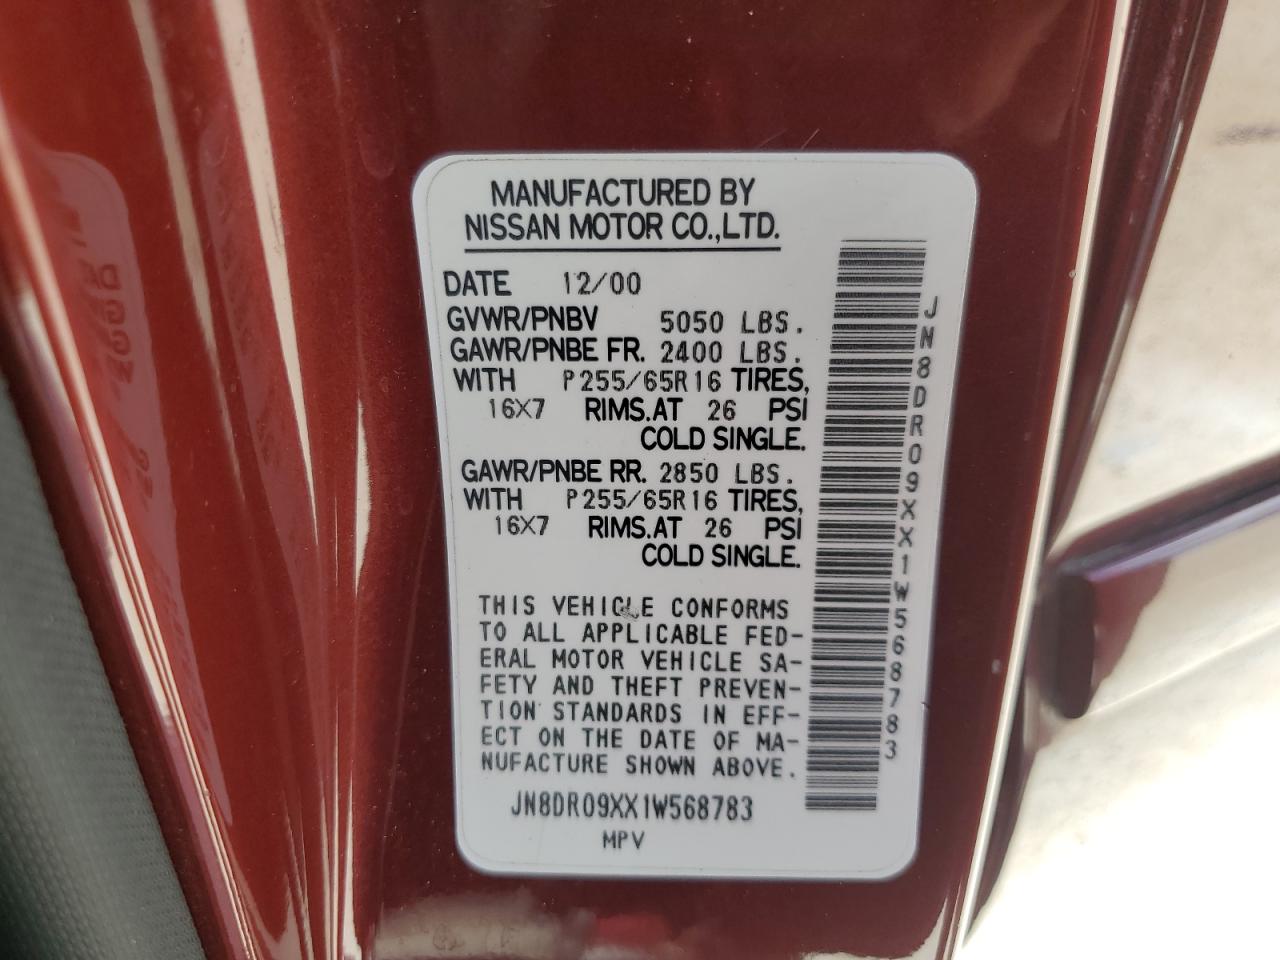 MANUFACTURED BY
NISSAN MOTOR CO.,LTD.
DATE 12/00
GVWR/PNBV 5050 LBS.
GAWR/PNBE FR. 2400 LBS.
WITH P255/65R16 TIRES,
16X7 RIMS.AT 26 PSI
COLD SINGLE.
GAWR/PNBE RR. 2850 LBS.
WITH P255/65R16 TIRES,
16X7 RIMS.AT 26 PSI
COLD SINGLE.
THIS VEHICLE CONFORMS
TO ALL APPLICABLE FED-
ERAL MOTOR VEHICLE SA-
FETY AND THEFT PREVEN-
TION STANDARDS IN EFF-
ECT ON THE DATE OF MA-
NUFACTURE SHOWN ABOVE.
JN8DR09XX1W568783
MPV
JN8DR09XX1W568783